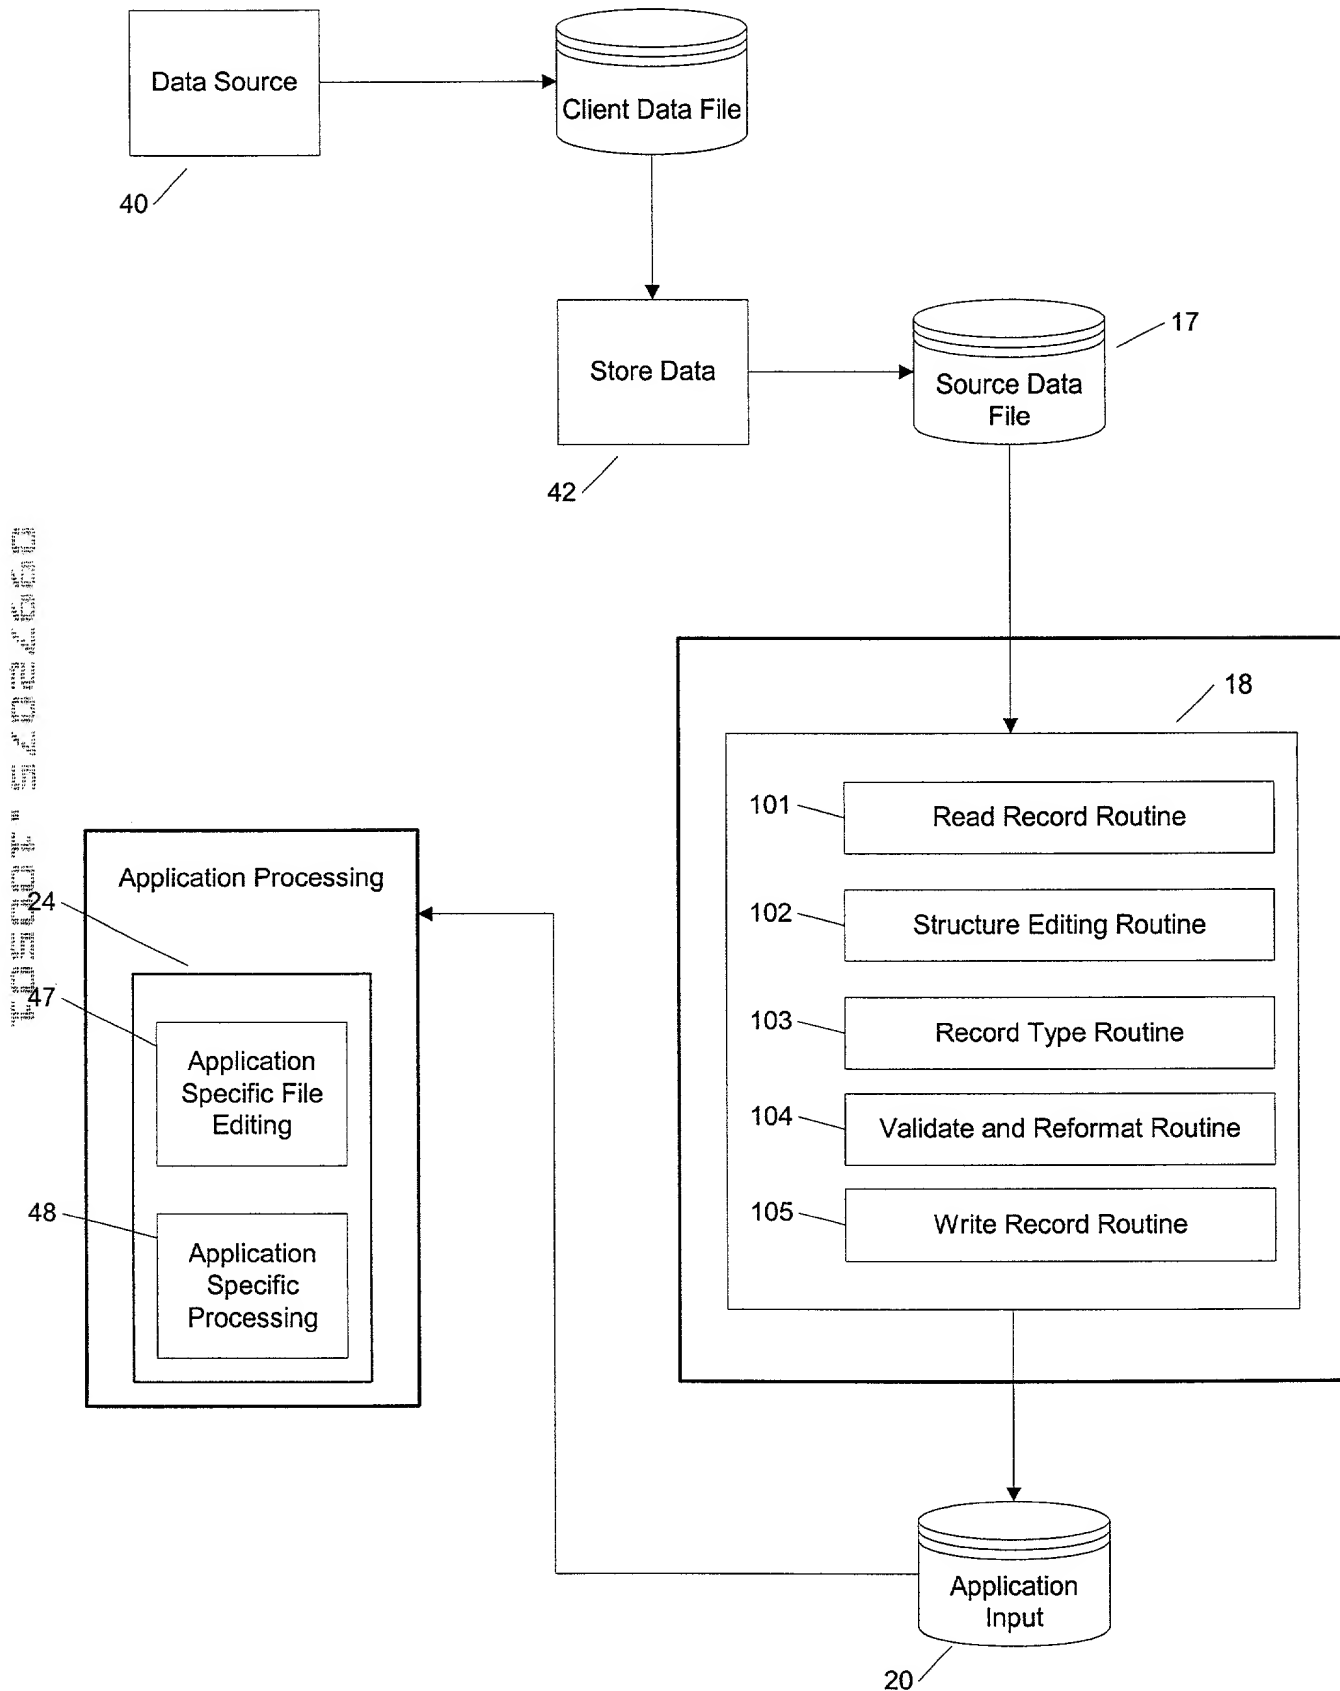 Data Source
Client Data File
40
Store Data
Source Data
File
17
42
18
101
Read Record Routine
102
Structure Editing Routine
103
Record Type Routine
104
Validate and Reformat Routine
105
Write Record Routine
Application Processing
24
47
Application
Specific File
Editing
48
Application
Specific
Processing
Application
Input
20